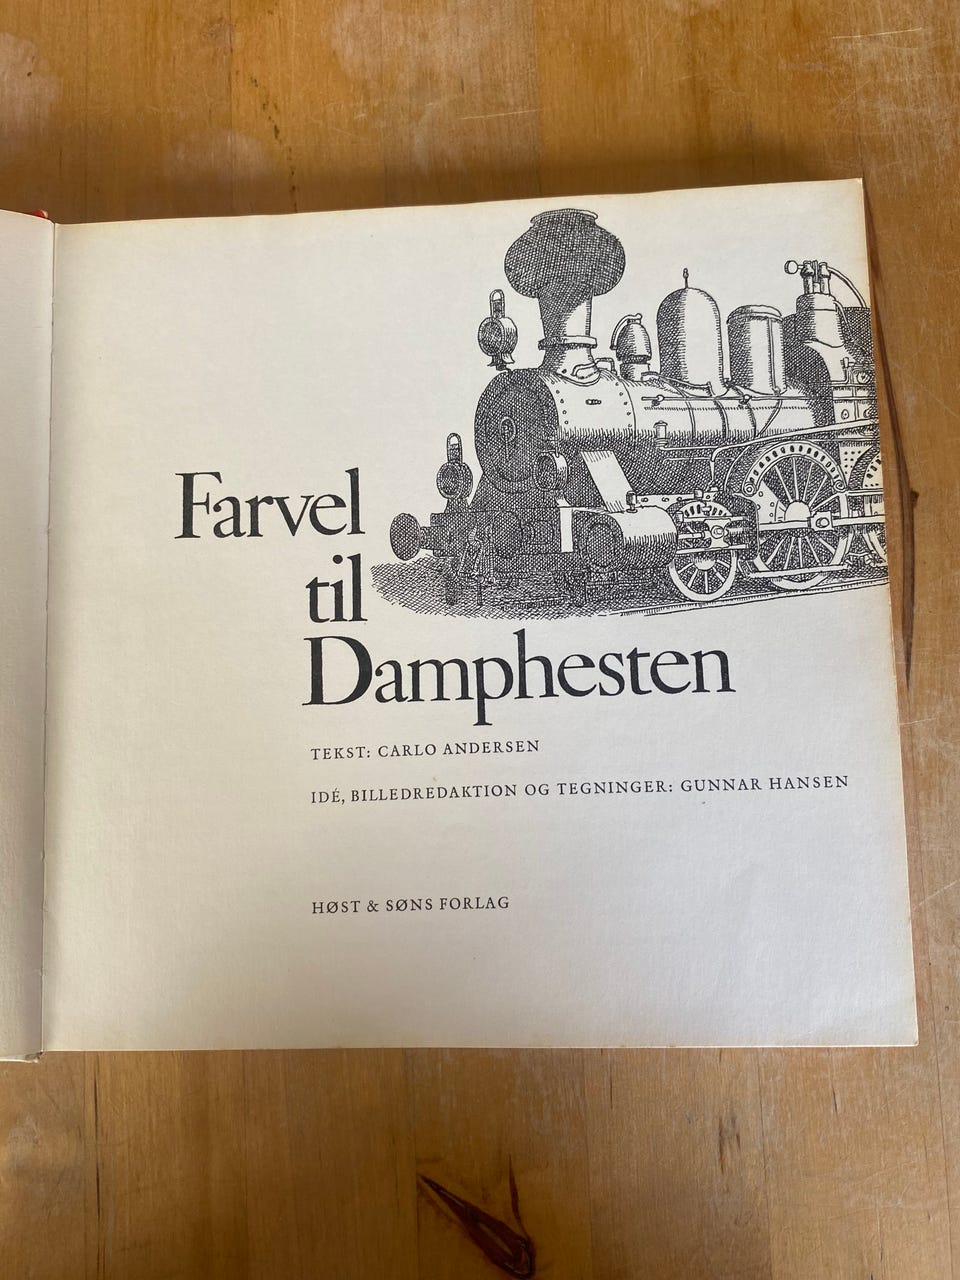 Farvel
til
Damphesten
TEKST: CARLO ANDERSEN
IDÉ, BILLEDREDAKTION OG TEGNINGER: GUNNAR HANSEN
HØST & SØNS FORLAG